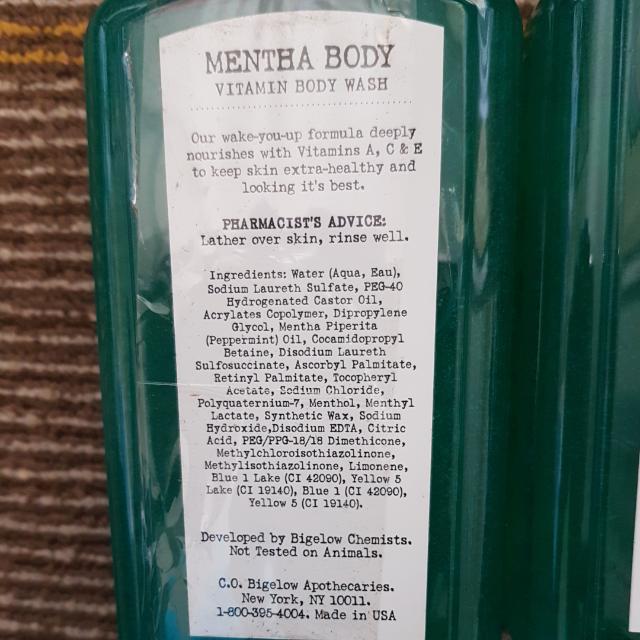 MENTHA BODY
VITAMIN BODY WASH
Our wake-you-up formula deeply
nourishes with Vitamins A, C & E
to keep skin extra-healthy and
looking it's best.
PHARMACIST'S ADVICE:
Lather over skin, rinse well.
Ingredients: Water (Aqua, Eau),
Sodium Laureth Sulfate, PEG-40
Hydrogenated Castor Oil,
Acrylates Copolymer, Dipropylene
Glycol, Mentha Piperita
(Peppermint) Oil, Cocamidopropyl
Betaine, Disodium Laureth
Sulfosuccinate, Ascorbyl Palmitate,
Retinyl Palmitate, Tocopheryl
Acetate, Sodium Chloride,
Polyquaternium-7, Menthol, Menthyl
Lactate, Synthetic Wax, Sodium
Hydroxide,Disodium EDTA, Citric
Acid, PEG/PPG-18/18 Dimethicone,
Methylchloroisothiazolinone,
Methylisothiazolinone, Limonene,
Blue 1 Lake (CI 42090), Yellow 5
Lake (CI 19140), Blue 1 (CI 42090),
Yellow 5 (CI 19140).
Developed by Bigelow Chemists.
Not Tested on Animals.
C.O. Bigelow Apothecaries.
New York, NY 10011.
1-800-395-4004. Made in USA